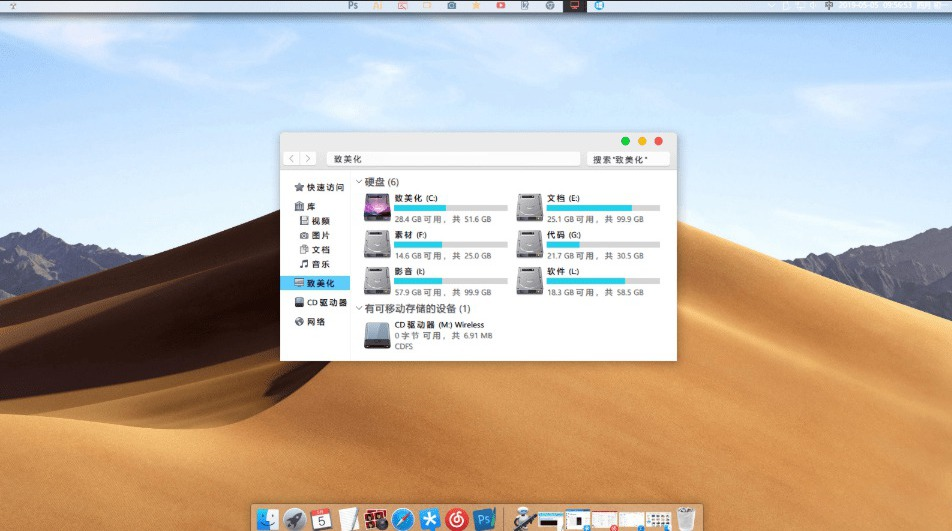 Ps Ai
中 2019-05-05 09:56:53
致美化
搜索"致美化"
快速访问
库
视频
图片
文档
音乐
致美化
CD 驱动器
网络
硬盘 (6)
致美化 (C:)
28.4 GB 可用，共 51.6 GB
文档 (E:)
25.1 GB 可用，共 99.9 GB
素材 (F:)
14.6 GB 可用，共 25.0 GB
代码 (G:)
21.7 GB 可用，共 30.5 GB
影音 (I:)
57.9 GB 可用，共 99.9 GB
软件 (L:)
18.3 GB 可用，共 58.5 GB
有可移动存储的设备 (1)
CD 驱动器 (M:) Wireless
0 字节 可用，共 6.91 MB
CDFS
5
Ps